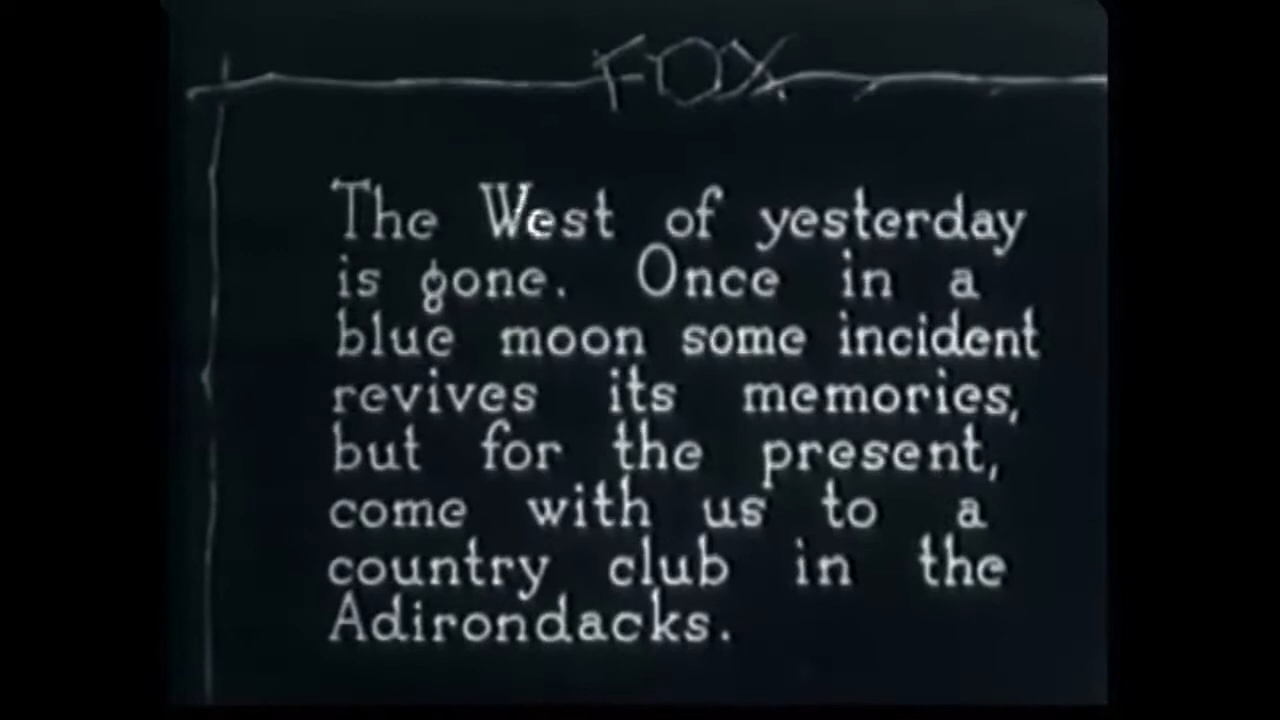 FOX
The West of yesterday
is gone. Once in a
blue moon some incident
revives its memories,
but for the present,
come with us to a
country club in the
Adirondacks.